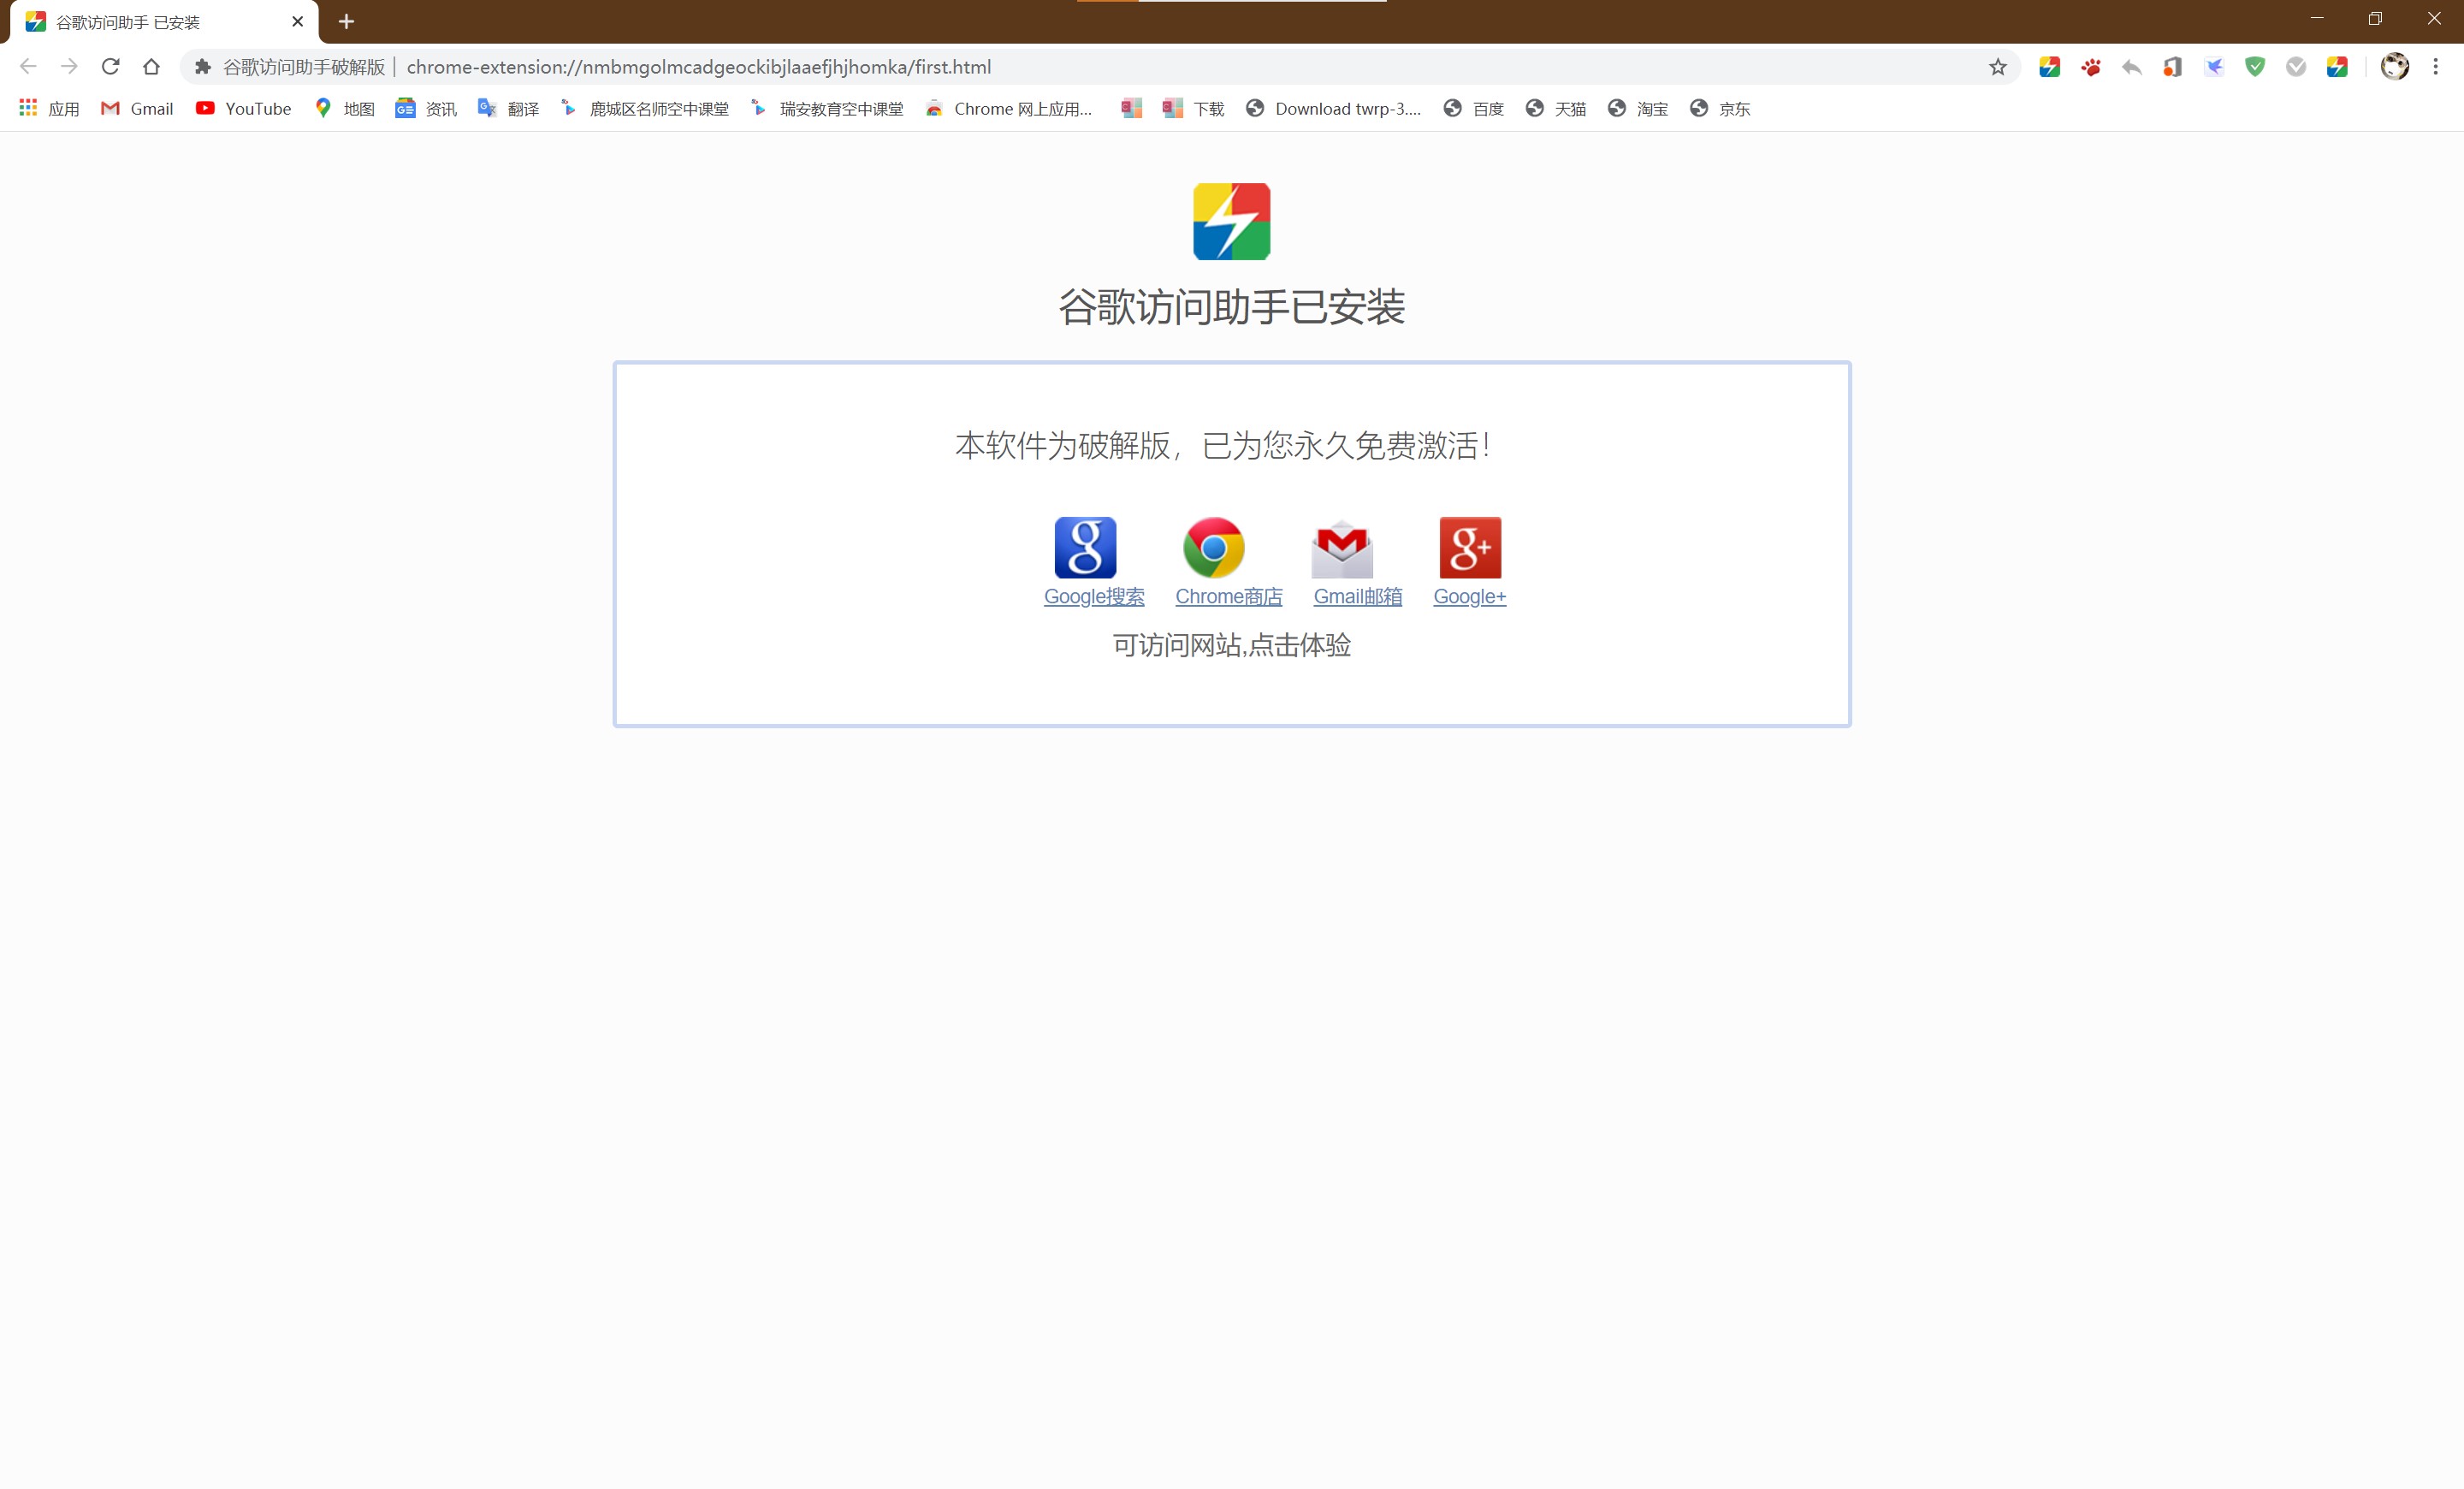 谷歌访问助手 已安装
谷歌访问助手破解版 | chrome-extension://nmbmgolmcadgeockibjlaaefjhjhomka/first.html
应用 Gmail YouTube 地图 资讯 翻译 鹿城区名师空中课堂 瑞安教育空中课堂 Chrome 网上应用... 下载 Download twrp-3.... 百度 天猫 淘宝 京东
谷歌访问助手已安装
本软件为破解版，已为您永久免费激活！
Google搜索 Chrome商店 Gmail邮箱 Google+
可访问网站,点击体验